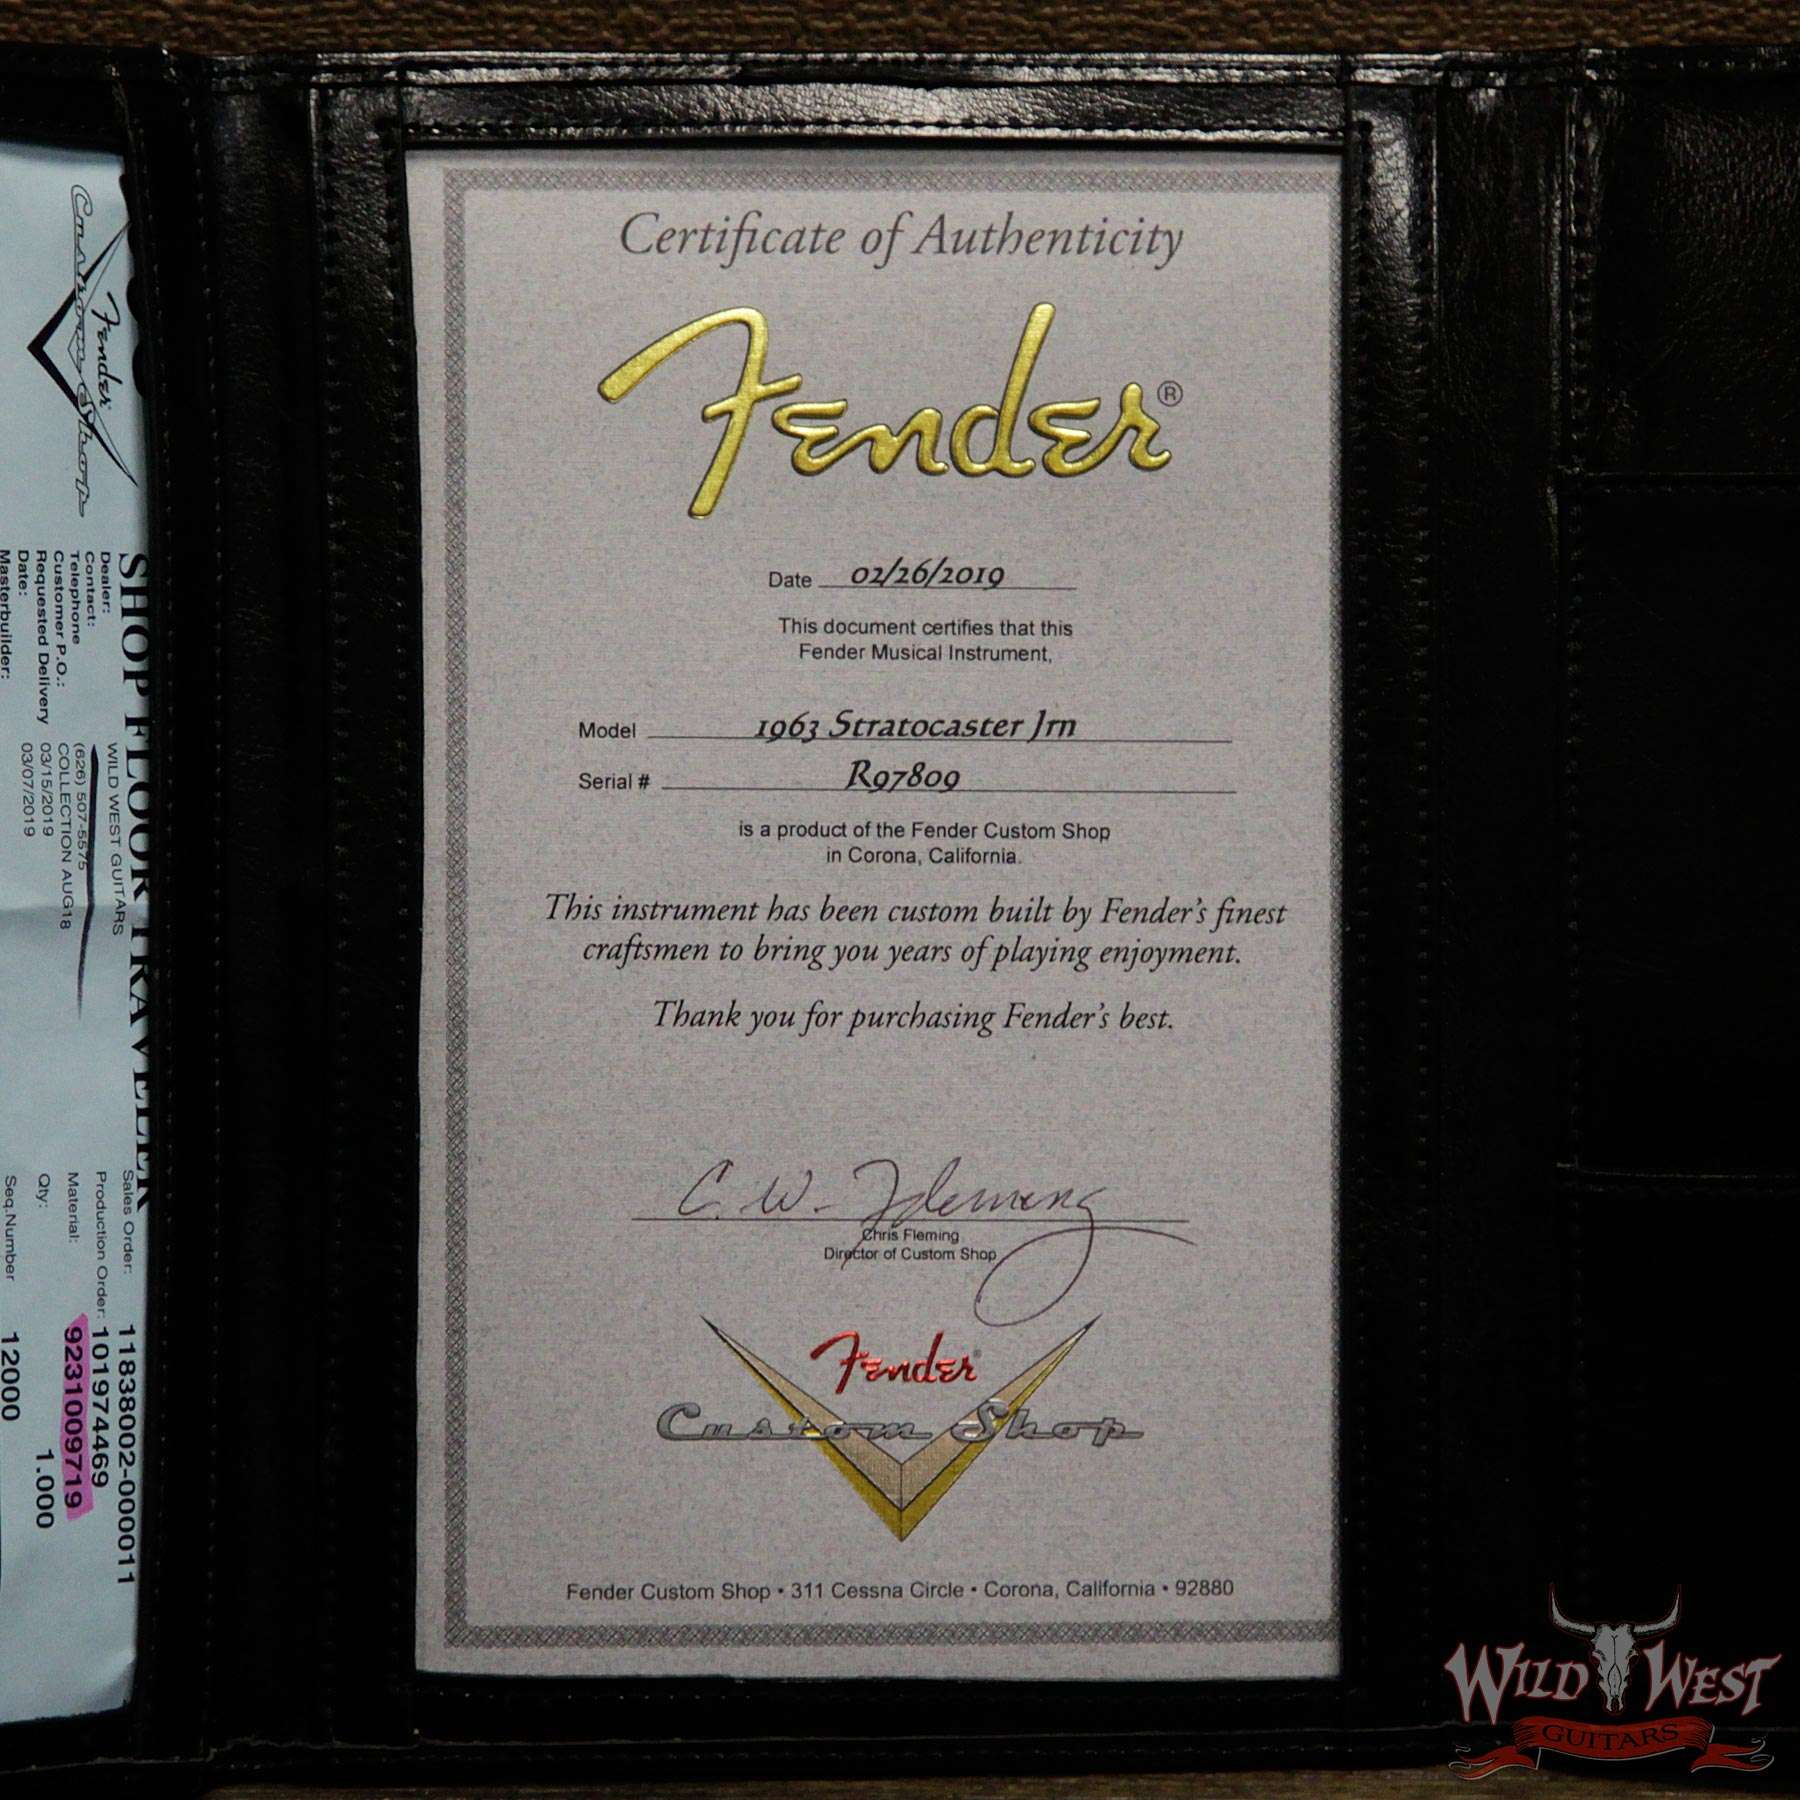 Certificate of Authenticity
Fender®
Date 02/26/2019
This document certifies that this
Fender Musical Instrument,
Model 1963 Stratocaster Jrn
Serial # R97809
is a product of the Fender Custom Shop
in Corona, California.
This instrument has been custom built by Fender's finest
craftsmen to bring you years of playing enjoyment.
Thank you for purchasing Fender's best.
C. W. Fleming
Chris Fleming
Director of Custom Shop
Fender®
Custom Shop
Fender Custom Shop • 311 Cessna Circle • Corona, California • 92880
Fender
Custom Shop
SHOP FLOOR TRAVELER
Dealer: WILD WEST GUITARS
Contact:
Telephone (626) 507-5575
Customer P.O.: COLLECTION AUG18
Requested Delivery 03/15/2019
Date: 03/07/2019
Masterbuilder:
Sales Order: 11838002-000011
Production Order: 101974469
Material: 9231009719
Qty: 1.000
Seq.Number 12000
WILD WEST
GUITARS